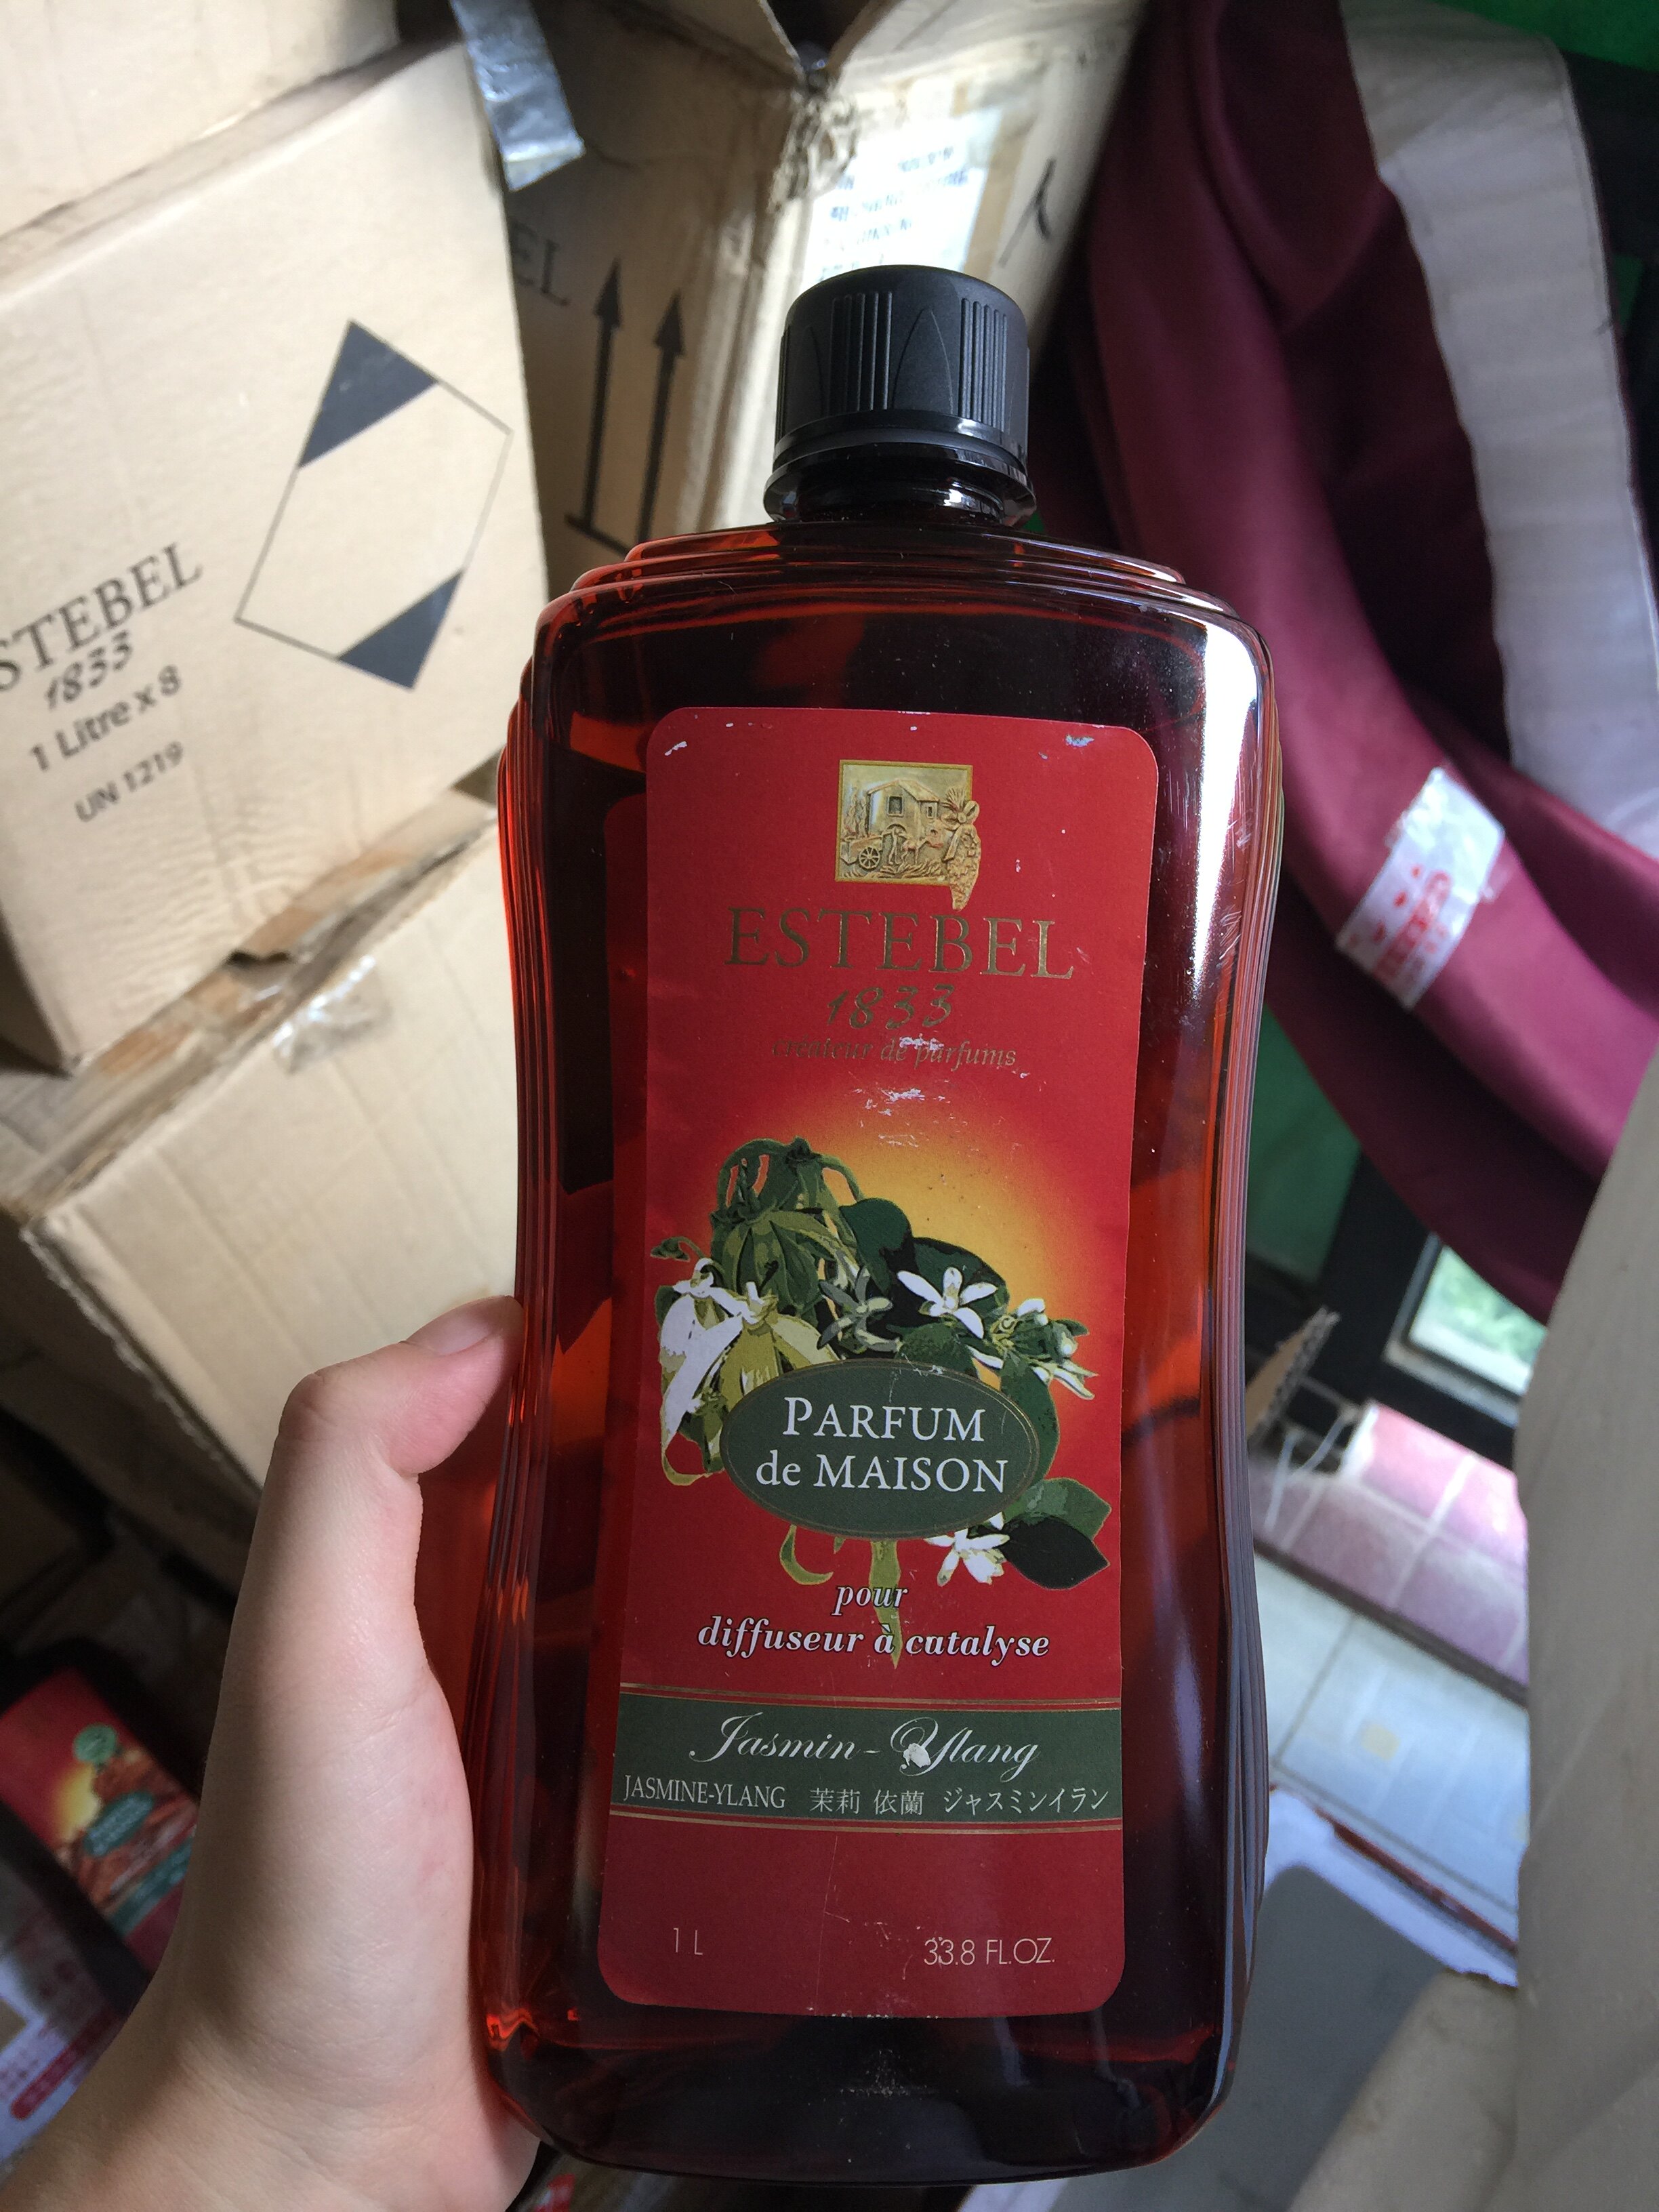 ESTEBEL
1833
1 Litre x 8
UN 1219
ESTEBEL
1833
créateur de parfums
PARFUM
de MAISON
pour
diffuseur à catalyse
Jasmin-Ylang
JASMINE-YLANG 茉莉 依蘭 ジャスミンイラン
1 L 33.8 FL.OZ.